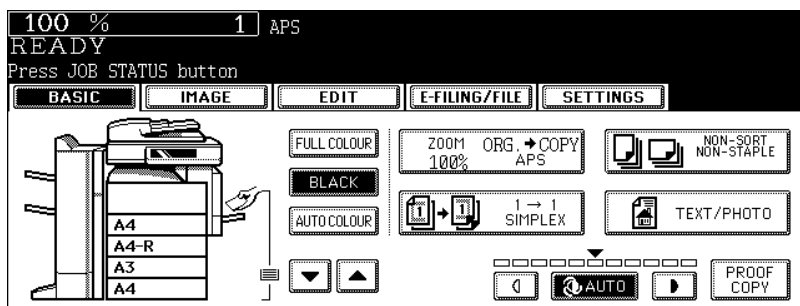 100 % 1 APS
READY
Press JOB STATUS button
BASIC IMAGE EDIT E-FILING/FILE SETTINGS
FULL COLOUR
BLACK
AUTO COLOUR
ZOOM ORG. → COPY
100% APS
NON-SORT
NON-STAPLE
1 → 1
1 → 1
SIMPLEX
TEXT/PHOTO
A4
A4-R
A3
A4
AUTO
PROOF
COPY